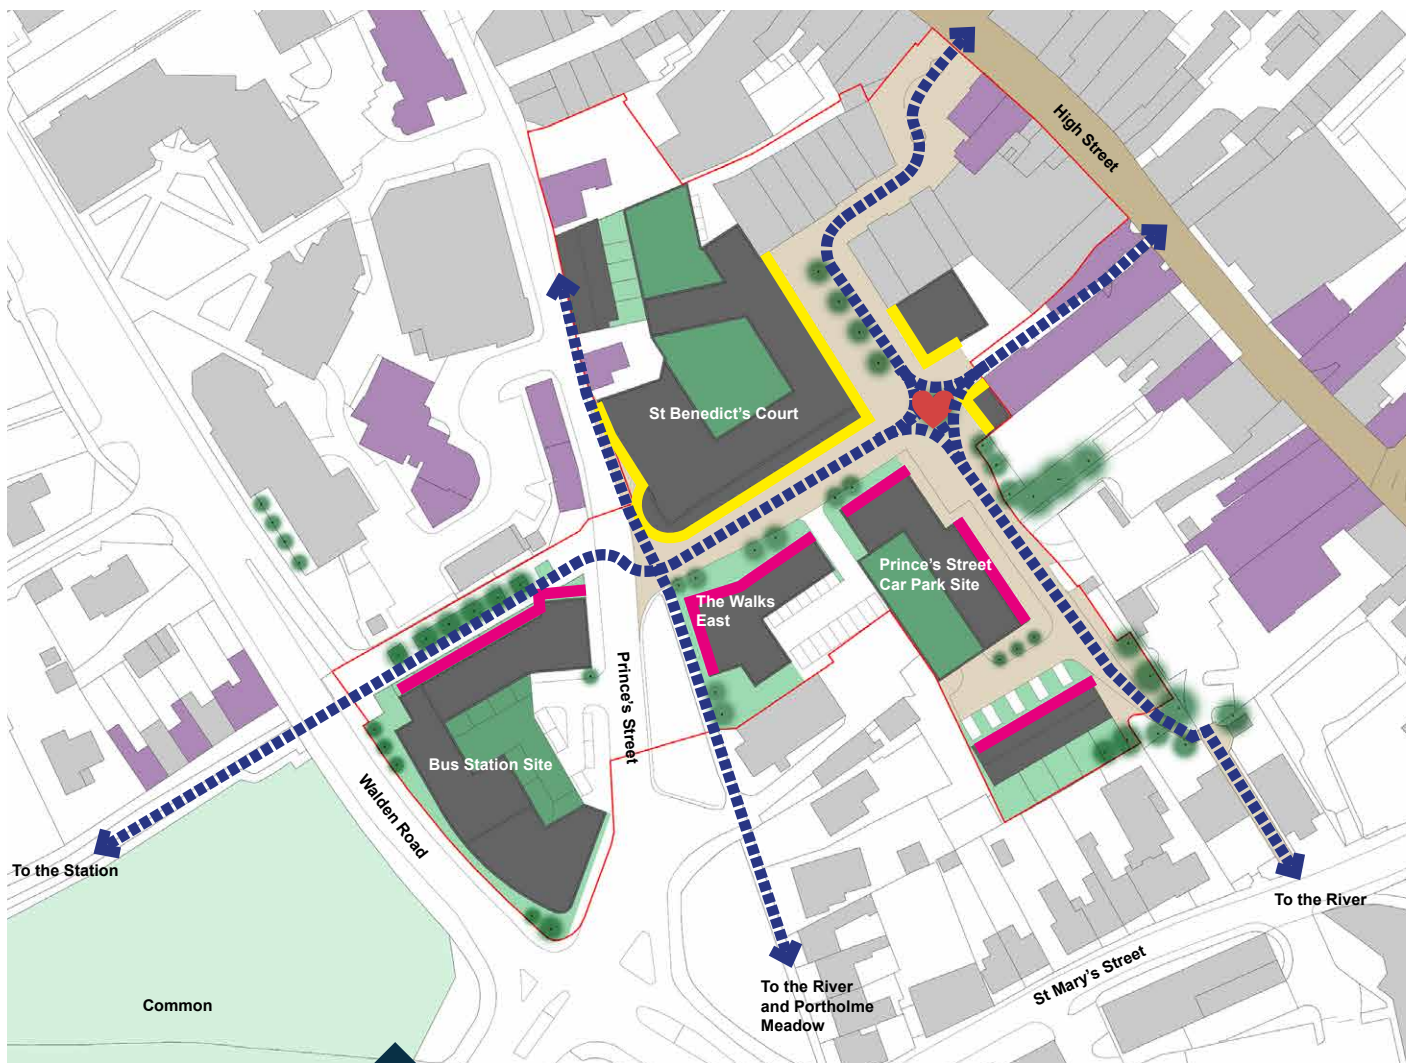 High Street
St Benedict's Court
Prince's Street
Car Park Site
The Walks
East
Prince's Street
Bus Station Site
Walden Road
To the Station
To the River
St Mary's Street
To the River
and Portholme
Meadow
Common